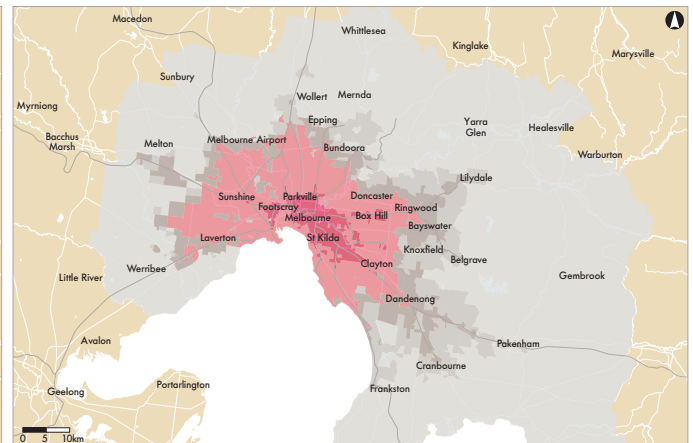 Macedon
Whittlesea
Kinglake
Marysville
Sunbury
Myrniong
Wollert
Mernda
Epping
Yarra
Glen
Healesville
Bacchus
Marsh
Melton
Melbourne Airport
Bundoora
Warburton
Lilydale
Sunshine
Parkville
Doncaster
Footscray
Melbourne
Box Hill
Ringwood
Bayswater
Laverton
St Kilda
Knoxfield
Belgrave
Clayton
Werribee
Little River
Gembrook
Dandenong
Avalon
Pakenham
Cranbourne
Geelong
Portarlington
Frankston
0 5 10km